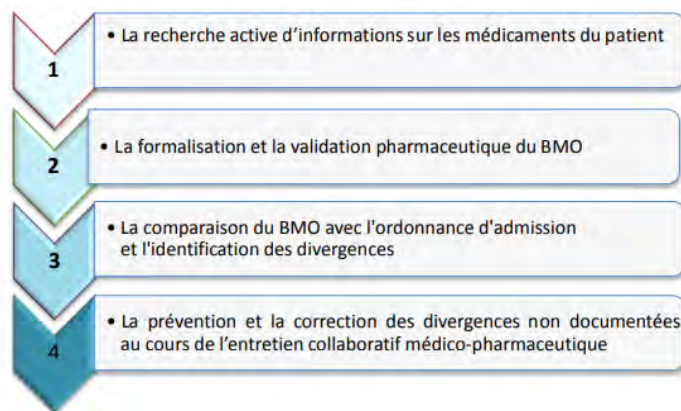 1
• La recherche active d’informations sur les médicaments du patient
2
• La formalisation et la validation pharmaceutique du BMO
3
• La comparaison du BMO avec l'ordonnance d'admission
et l'identification des divergences
4
• La prévention et la correction des divergences non documentées
au cours de l’entretien collaboratif médico-pharmaceutique